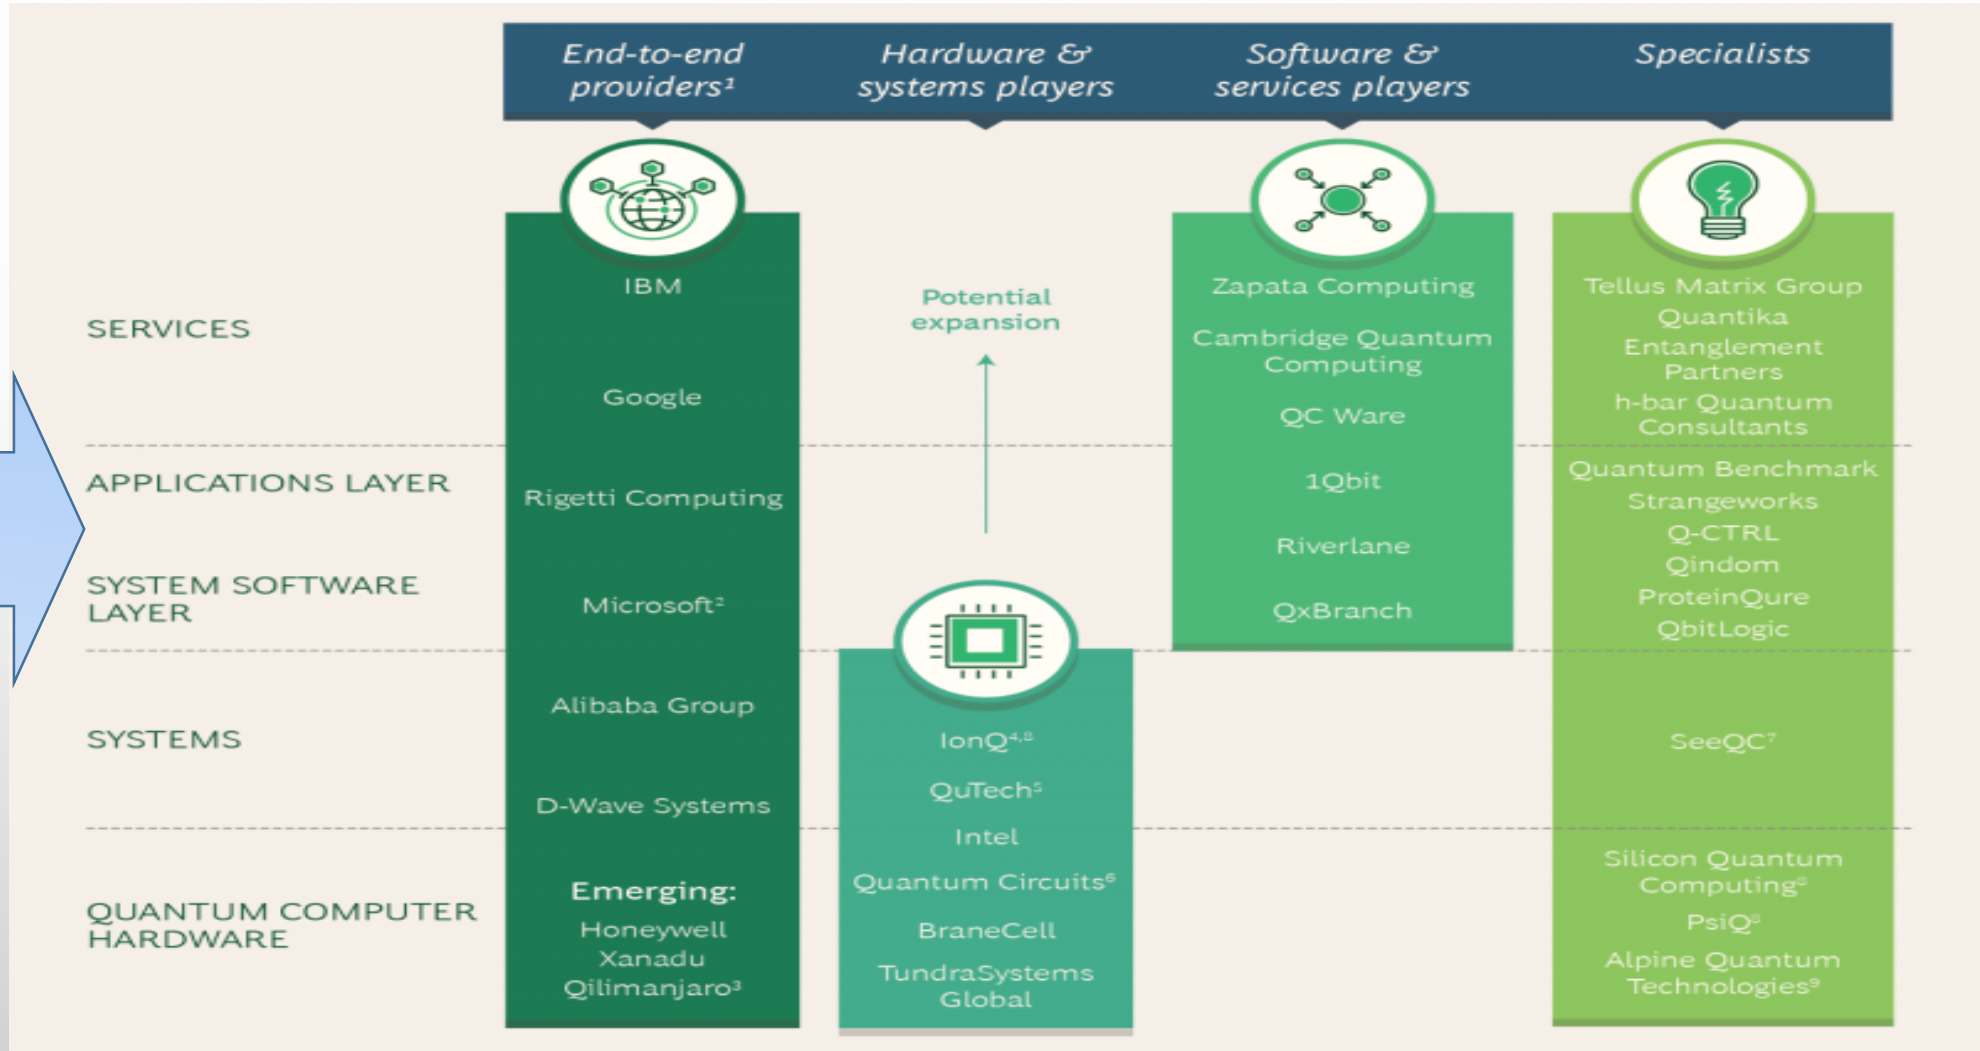 End-to-end
providers¹
Hardware &
systems players
Software &
services players
Specialists
SERVICES
APPLICATIONS LAYER
SYSTEM SOFTWARE
LAYER
SYSTEMS
QUANTUM COMPUTER
HARDWARE
IBM
Google
Rigetti Computing
Microsoft²
Alibaba Group
D-Wave Systems
Emerging:
Honeywell
Xanadu
Qilimanjaro³
Potential
expansion
IonQ⁴,⁸
QuTech⁵
Intel
Quantum Circuits⁶
BraneCell
TundraSystems
Global
Zapata Computing
Cambridge Quantum
Computing
QC Ware
1Qbit
Riverlane
QxBranch
Tellus Matrix Group
Quantika
Entanglement
Partners
h-bar Quantum
Consultants
Quantum Benchmark
Strangeworks
Q-CTRL
Qindom
ProteinQure
QbitLogic
SeeQC⁷
Silicon Quantum
Computing⁸
PsiQ⁸
Alpine Quantum
Technologies⁹